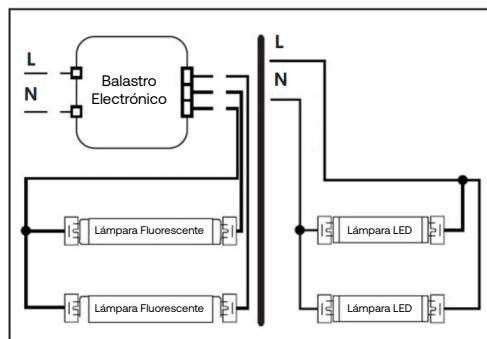 L
N
Balastro
Electrónico
Lámpara Fluorescente
Lámpara Fluorescente
L
N
Lámpara LED
Lámpara LED